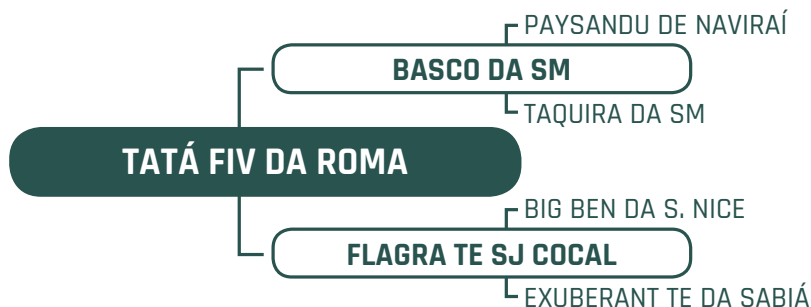 PAYSANDU DE NAVIRAÍ
BASCO DA SM
TAQUIRA DA SM
TATÁ FIV DA ROMA
BIG BEN DA S. NICE
FLAGRA TE SJ COCAL
EXUBERANT TE DA SABIÁ